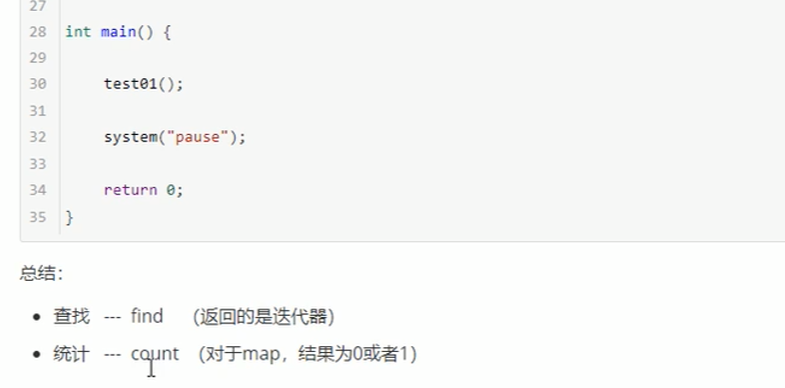 27
28 int main() {
29
30 test01();
31
32 system("pause");
33
34 return 0;
35 }
总结：
• 查找 --- find （返回的是迭代器）
• 统计 --- count （对于map，结果为0或者1）